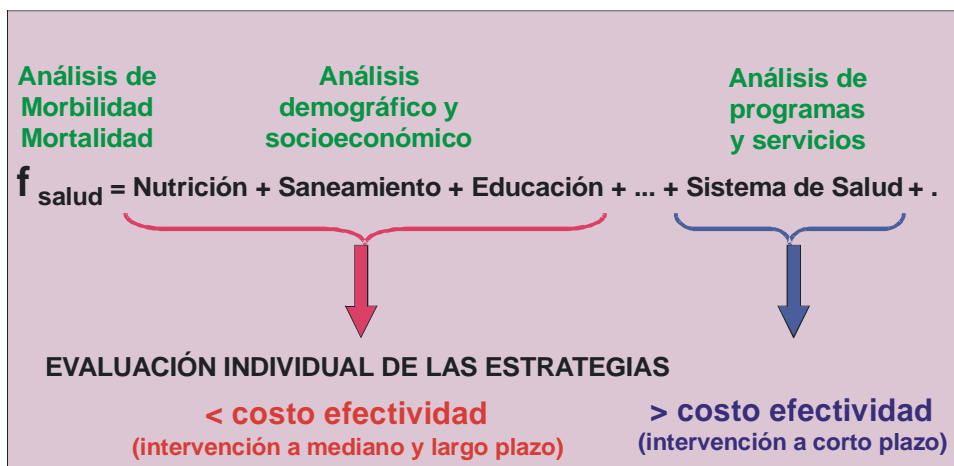 Análisis de
Morbilidad
Mortalidad
Análisis
demográfico y
socioeconómico
Análisis de
programas
y servicios
f salud = Nutrición + Saneamiento + Educación + ... + Sistema de Salud + .
EVALUACIÓN INDIVIDUAL DE LAS ESTRATEGIAS
< costo efectividad
(intervención a mediano y largo plazo)
> costo efectividad
(intervención a corto plazo)